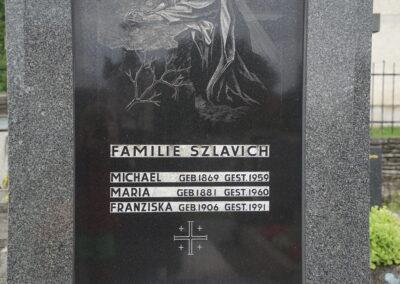 FAMILIE SZLAVICH
MICHAEL GEB.1869 GEST.1959
MARIA GEB.1881 GEST.1960
FRANZISKA GEB.1906 GEST.1991